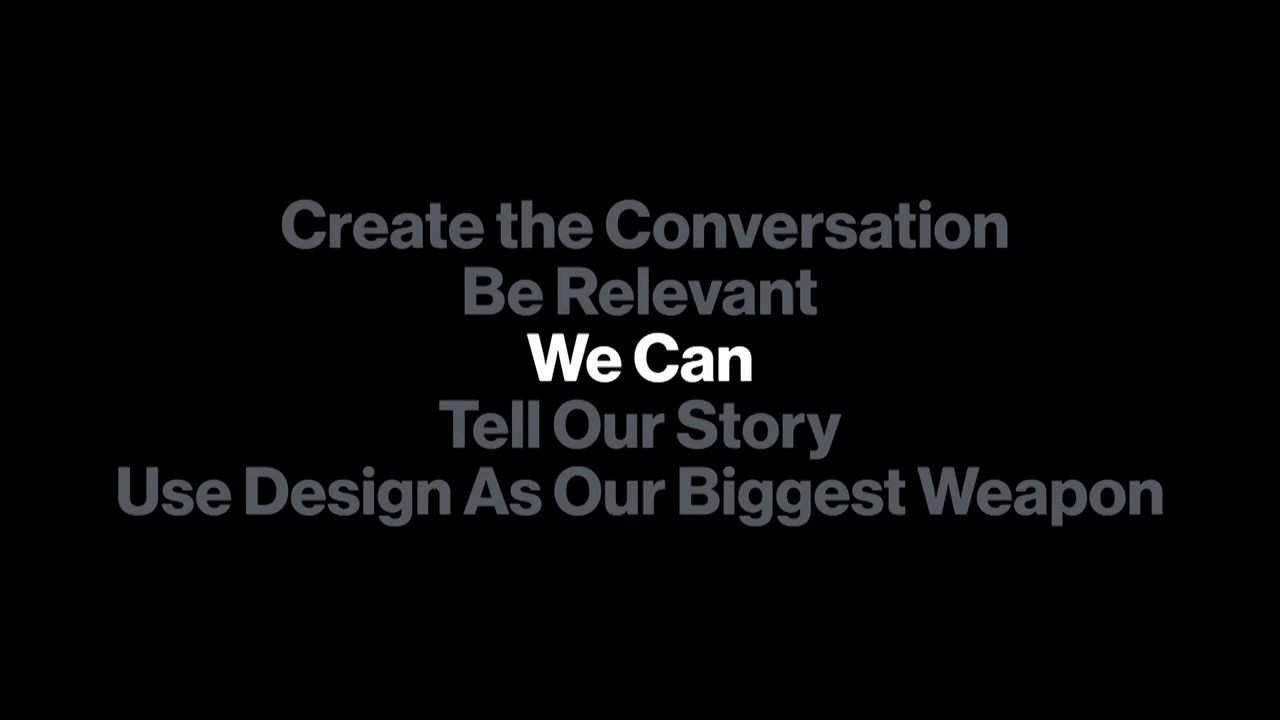 Create the Conversation
Be Relevant
We Can
Tell Our Story
Use Design As Our Biggest Weapon